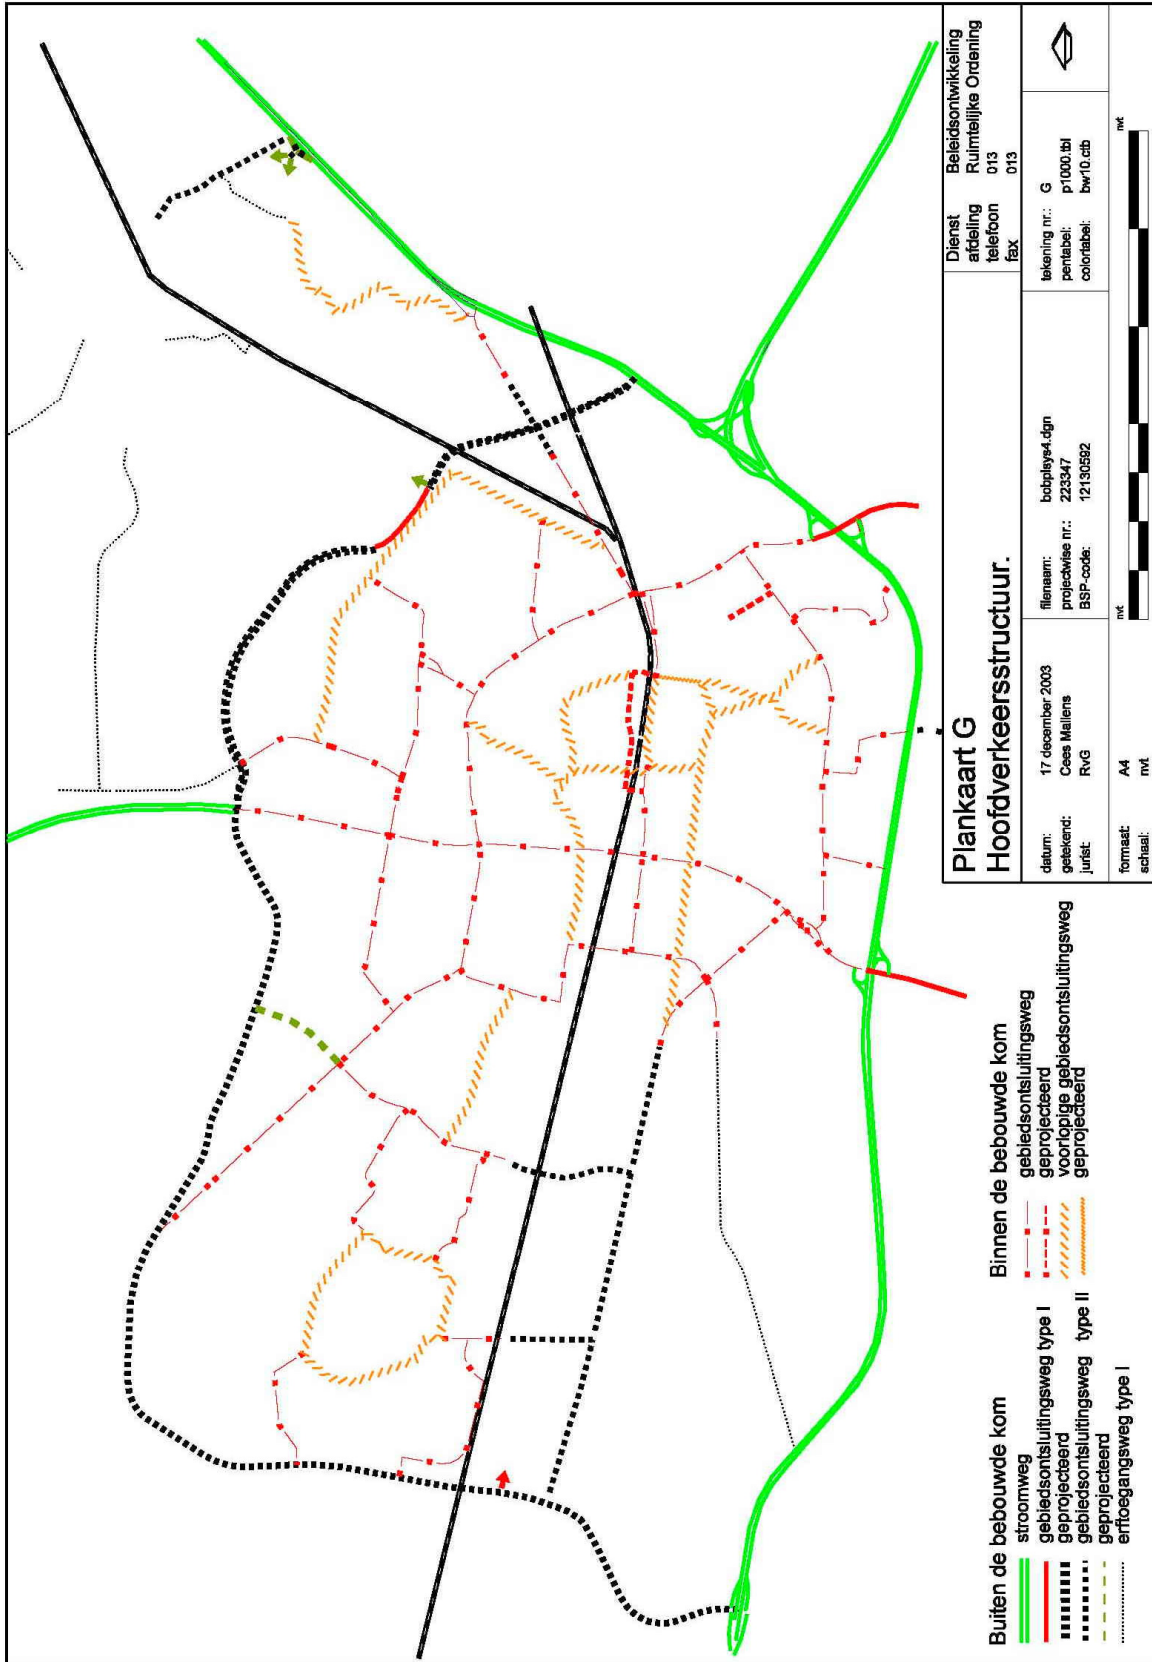 Plankaart G
Hoofdverkeersstructuur.
Dienst Beleidsontwikkeling
afdeling Ruimtelijke Ordening
telefoon 013
fax 013
datum: 17 december 2003
getekend: Cees Mallens
jurist: RvG
filenaam: bobplsys4.dgn
projectwise nr.: 223347
BSP-code: 12130592
tekening nr.: G
pentabel: p1000.tbl
colortabel: bw10.ctb
formaat: A4
schaal: nvt
nvt
nvt
Buiten de bebouwde kom
stroomweg
gebiedsontsluitingsweg type I
geprojecteerd
gebiedsontsluitingsweg type II
geprojecteerd
erftoegangsweg type I
Binnen de bebouwde kom
gebiedsontsluitingsweg
geprojecteerd
voorlopige gebiedsontsluitingsweg
geprojecteerd